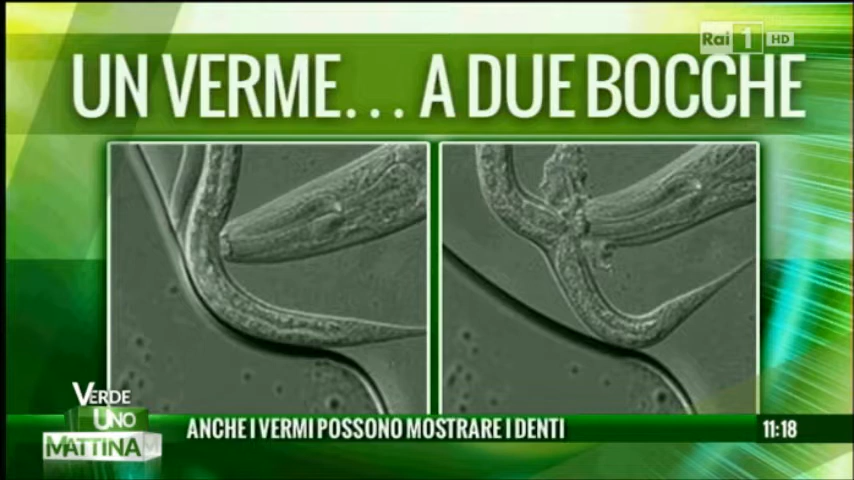 Rai 1 HD
UN VERME... A DUE BOCCHE
VERDE
UNO
MATTINA
ANCHE I VERMI POSSONO MOSTRARE I DENTI
11:18